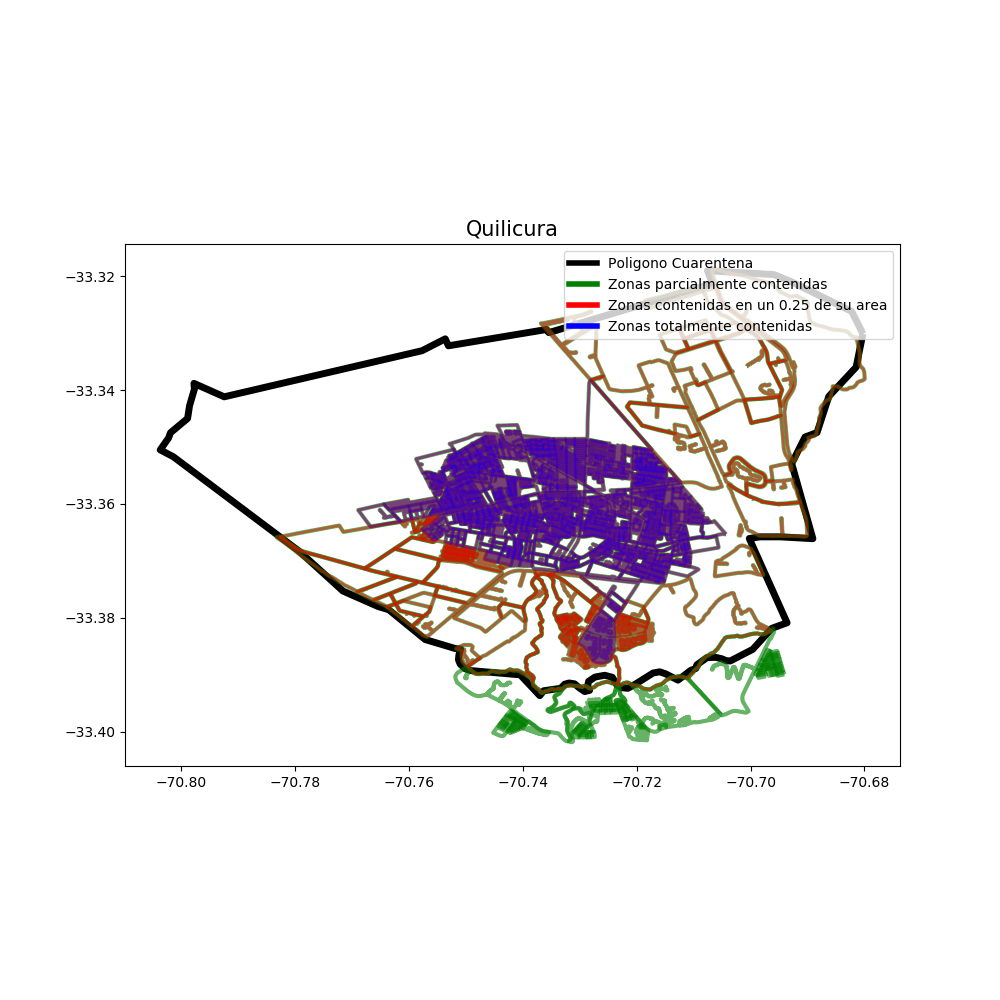 Quilicura
Poligono Cuarentena
Zonas parcialmente contenidas
Zonas contenidas en un 0.25 de su area
Zonas totalmente contenidas
−33.32
−33.34
−33.36
−33.38
−33.40
−70.80 −70.78 −70.76 −70.74 −70.72 −70.70 −70.68